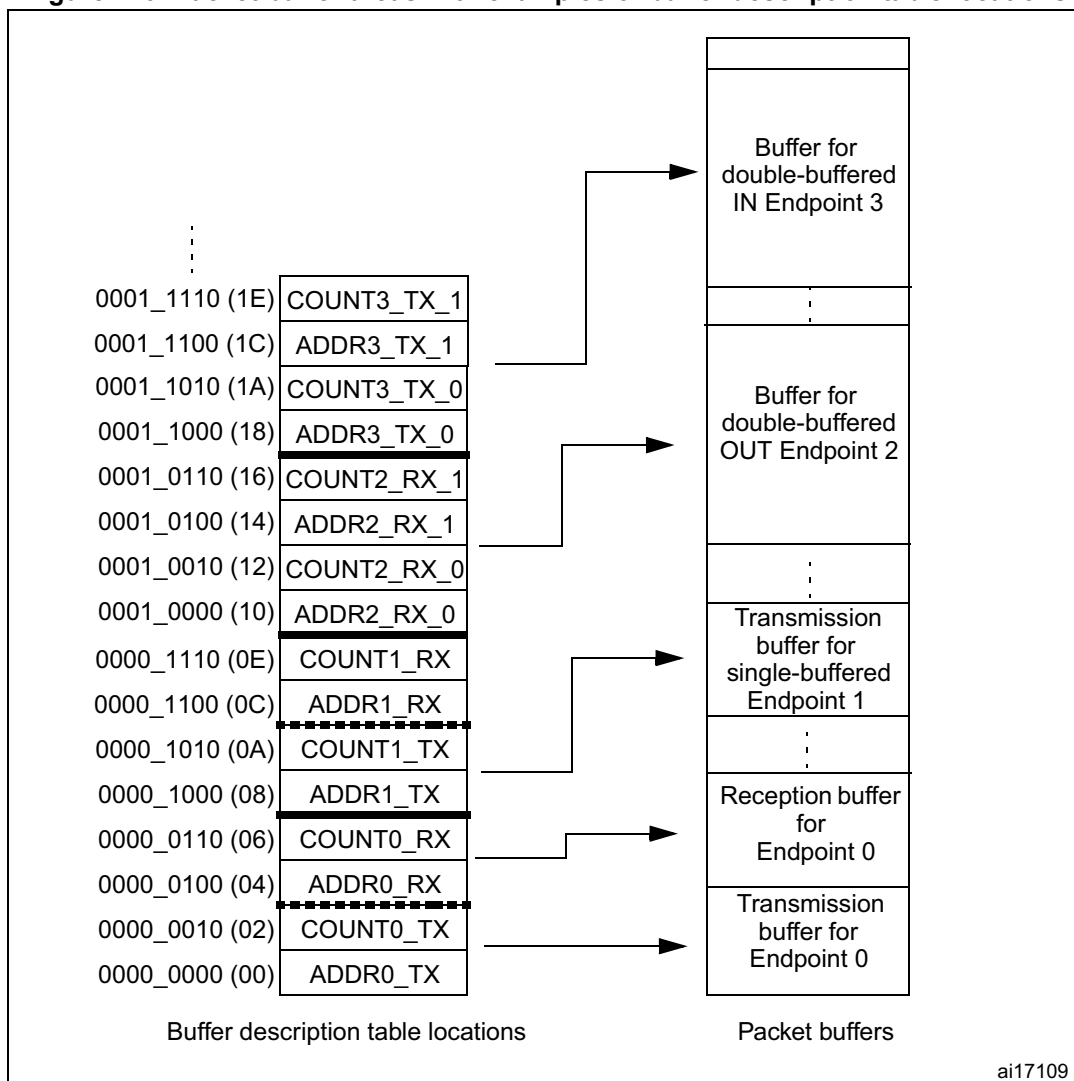 Buffer for
double-buffered
IN Endpoint 3
0001_1110 (1E) COUNT3_TX_1
0001_1100 (1C) ADDR3_TX_1
0001_1010 (1A) COUNT3_TX_0
0001_1000 (18) ADDR3_TX_0
0001_0110 (16) COUNT2_RX_1
0001_0100 (14) ADDR2_RX_1
0001_0010 (12) COUNT2_RX_0
0001_0000 (10) ADDR2_RX_0
0000_1110 (0E) COUNT1_RX
0000_1100 (0C) ADDR1_RX
0000_1010 (0A) COUNT1_TX
0000_1000 (08) ADDR1_TX
0000_0110 (06) COUNT0_RX
0000_0100 (04) ADDR0_RX
0000_0010 (02) COUNT0_TX
0000_0000 (00) ADDR0_TX
Buffer for
double-buffered
OUT Endpoint 2
Transmission
buffer for
single-buffered
Endpoint 1
Reception buffer
for
Endpoint 0
Transmission
buffer for
Endpoint 0
Buffer description table locations
Packet buffers
ai17109